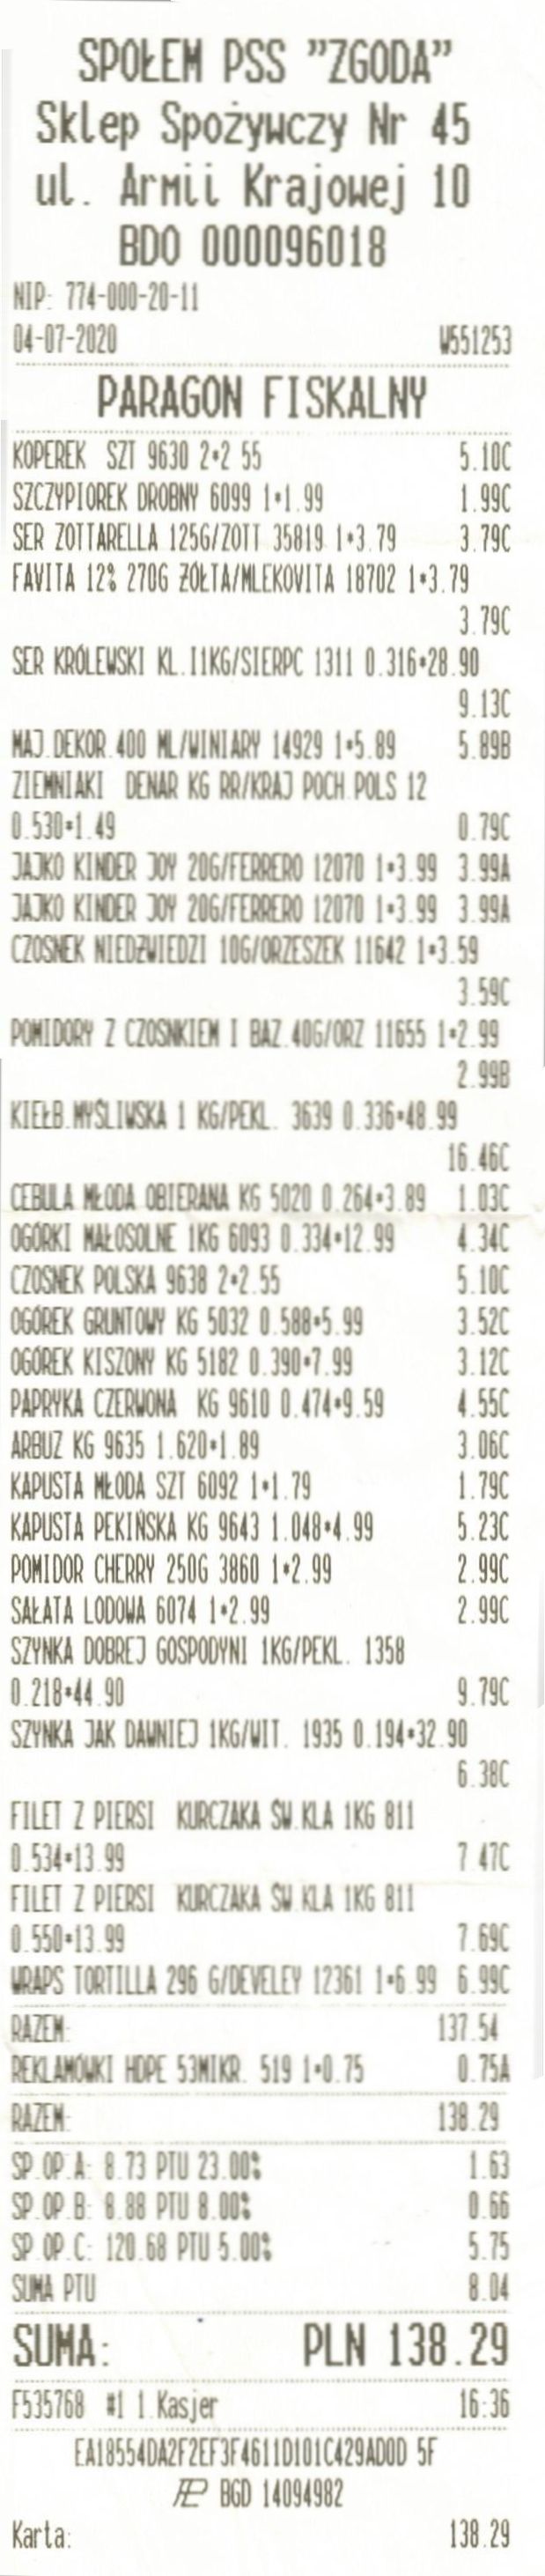 SPOŁEM PSS "ZGODA"
Sklep Spożywczy Nr 45
ul. Armii Krajowej 10
BDO 000096018
NIP: 774-000-20-11
04-07-2020 W551253
PARAGON FISKALNY
KOPEREK SZT 9630 2*2.55 5.10C
SZCZYPIOREK DROBNY 6099 1*1.99 1.99C
SER ZOTTARELLA 125G/ZOTT 35819 1*3.79 3.79C
FAVITA 12% 270G ŻÓŁTA/MLEKOVITA 18702 1*3.79
3.79C
SER KRÓLEWSKI KL.I1KG/SIERPC 1311 0.316*28.90
9.13C
MAJ.DEKOR.400 ML/WINIARY 14929 1*5.89 5.89B
ZIEMNIAKI DENAR KG RR/KRAJ POCH.POLS 12
0.530*1.49 0.79C
JAJKO KINDER JOY 20G/FERRERO 12070 1*3.99 3.99A
JAJKO KINDER JOY 20G/FERRERO 12070 1*3.99 3.99A
CZOSNEK NIEDŹWIEDZI 10G/ORZESZEK 11642 1*3.59
3.59C
POMIDORY Z CZOSNKIEM I BAZ.40G/ORZ 11655 1*2.99
2.99B
KIEŁB.MYŚLIWSKA 1 KG/PEKL. 3639 0.336*48.99
16.46C
CEBULA MŁODA OBIERANA KG 5020 0.264*3.89 1.03C
OGÓRKI MAŁOSOLNE 1KG 6093 0.334*12.99 4.34C
CZOSNEK POLSKA 9638 2*2.55 5.10C
OGÓREK GRUNTOWY KG 5032 0.588*5.99 3.52C
OGÓREK KISZONY KG 5182 0.390*7.99 3.12C
PAPRYKA CZERWONA KG 9610 0.474*9.59 4.55C
ARBUZ KG 9635 1.620*1.89 3.06C
KAPUSTA MŁODA SZT 6092 1*1.79 1.79C
KAPUSTA PEKIŃSKA KG 9643 1.048*4.99 5.23C
POMIDOR CHERRY 250G 3860 1*2.99 2.99C
SAŁATA LODOWA 6074 1*2.99 2.99C
SZYNKA DOBREJ GOSPODYNI 1KG/PEKL. 1358
0.218*44.90 9.79C
SZYNKA JAK DAWNIEJ 1KG/WIT. 1935 0.194*32.90
6.38C
FILET Z PIERSI KURCZAKA ŚW.KLA 1KG 811
0.534*13.99 7.47C
FILET Z PIERSI KURCZAKA ŚW.KLA 1KG 811
0.550*13.99 7.69C
WRAPS TORTILLA 296 G/DEVELEY 12361 1*6.99 6.99C
RAZEM: 137.54
REKLAMÓWKI HDPE 53MIKR. 519 1*0.75 0.75A
RAZEM: 138.29
SP.OP.A: 8.73 PTU 23.00% 1.63
SP.OP.B: 8.88 PTU 8.00% 0.66
SP.OP.C: 120.68 PTU 5.00% 5.75
SUMA PTU 8.04
SUMA: PLN 138.29
F535768 #1 1.Kasjer 16:36
EA18554DA2F2EF3F4611D101C429AD0D 5F
BGD 14094982
Karta: 138.29